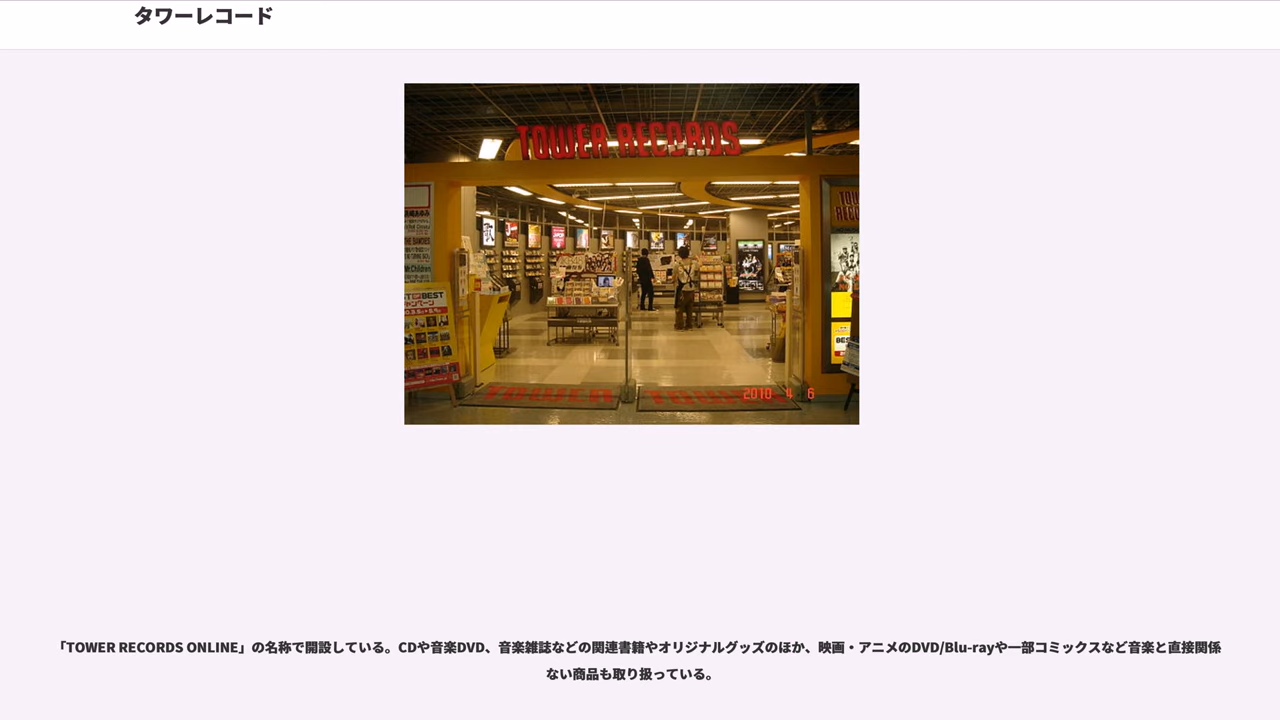 タワーレコード
TOWER RECORDS
Mr.Children
BEST
TOWER
2010 4 6
「TOWER RECORDS ONLINE」の名称で開設している。CDや音楽DVD、音楽雑誌などの関連書籍やオリジナルグッズのほか、映画・アニメのDVD/Blu-rayや一部コミックスなど音楽と直接関係
ない商品も取り扱っている。